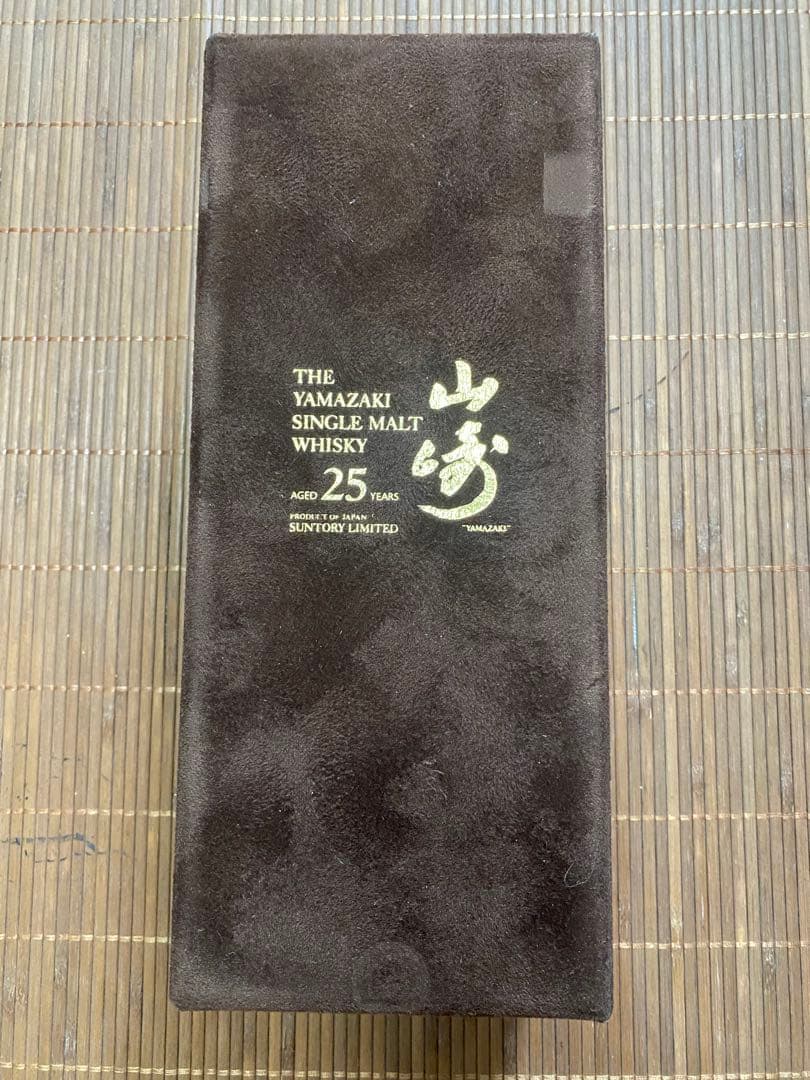 THE
YAMAZAKI
SINGLE MALT
WHISKY
AGED 25 YEARS
PRODUCT OF JAPAN
SUNTORY LIMITED
山崎
"YAMAZAKI"